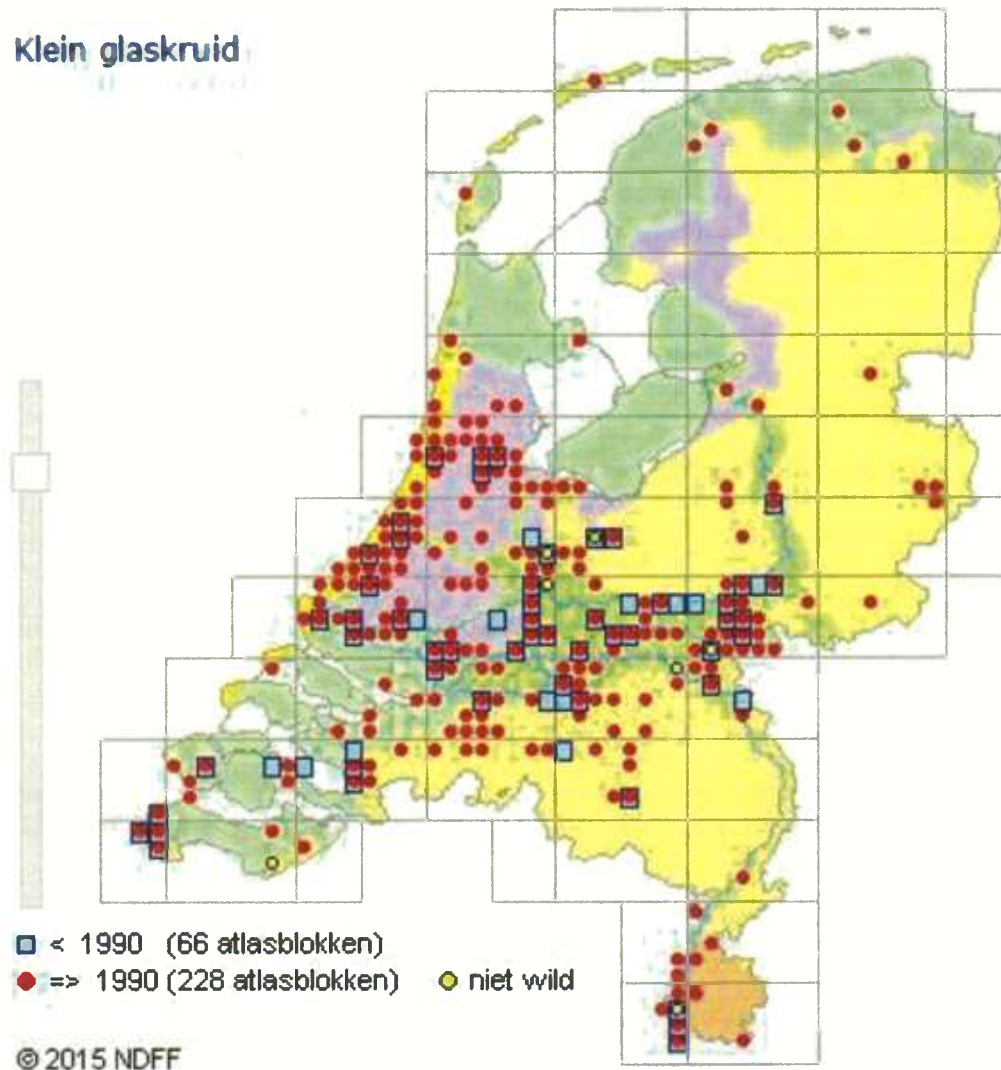 Klein glaskruid
< 1990 (66 atlasblokken)
=> 1990 (228 atlasblokken) niet wild
© 2015 NDFF